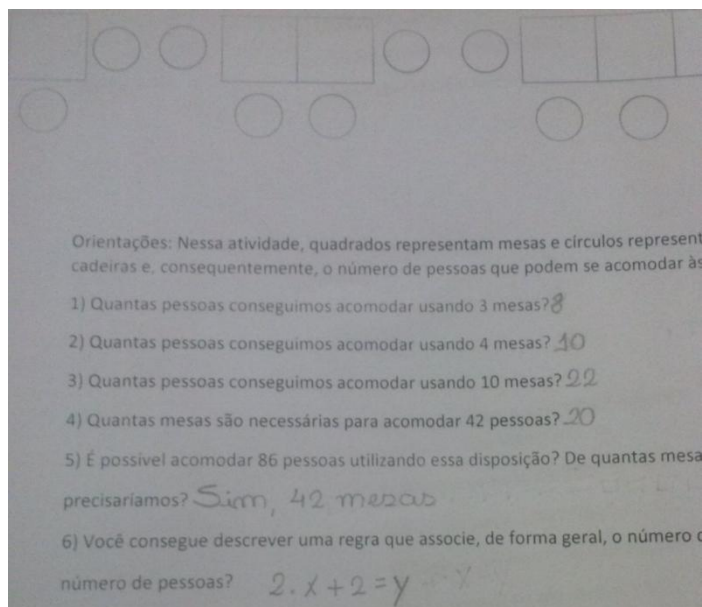 Orientações: Nessa atividade, quadrados representam mesas e círculos represent
cadeiras e, consequentemente, o número de pessoas que podem se acomodar às
1) Quantas pessoas conseguimos acomodar usando 3 mesas? 8
2) Quantas pessoas conseguimos acomodar usando 4 mesas? 10
3) Quantas pessoas conseguimos acomodar usando 10 mesas? 22
4) Quantas mesas são necessárias para acomodar 42 pessoas? 20
5) É possível acomodar 86 pessoas utilizando essa disposição? De quantas mesa
precisaríamos? Sim, 42 mesas
6) Você consegue descrever uma regra que associe, de forma geral, o número
número de pessoas? 2.x+2=y